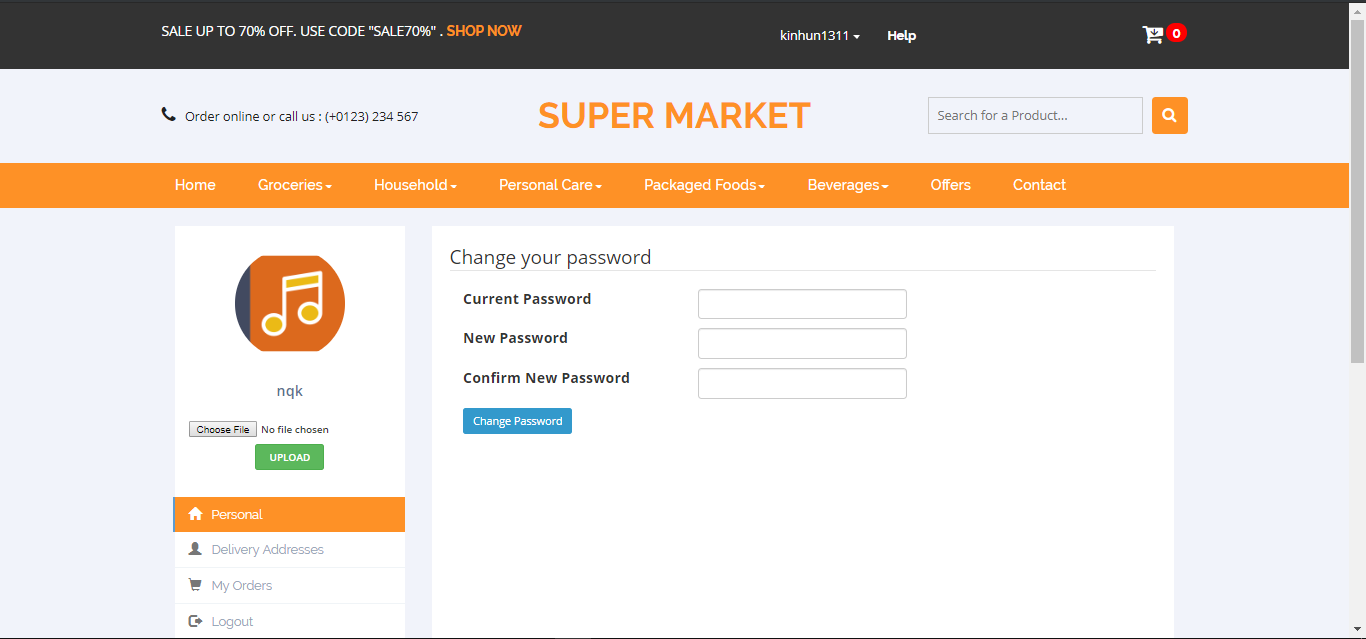 SALE UP TO 70% OFF. USE CODE "SALE70%" . SHOP NOW
kinhun1311
Help
0
Order online or call us : (+0123) 234 567
SUPER MARKET
Search for a Product...
Home Groceries Household Personal Care Packaged Foods Beverages Offers Contact
nqk
Choose File No file chosen
UPLOAD
Personal
Delivery Addresses
My Orders
Logout
Change your password
Current Password
New Password
Confirm New Password
Change Password